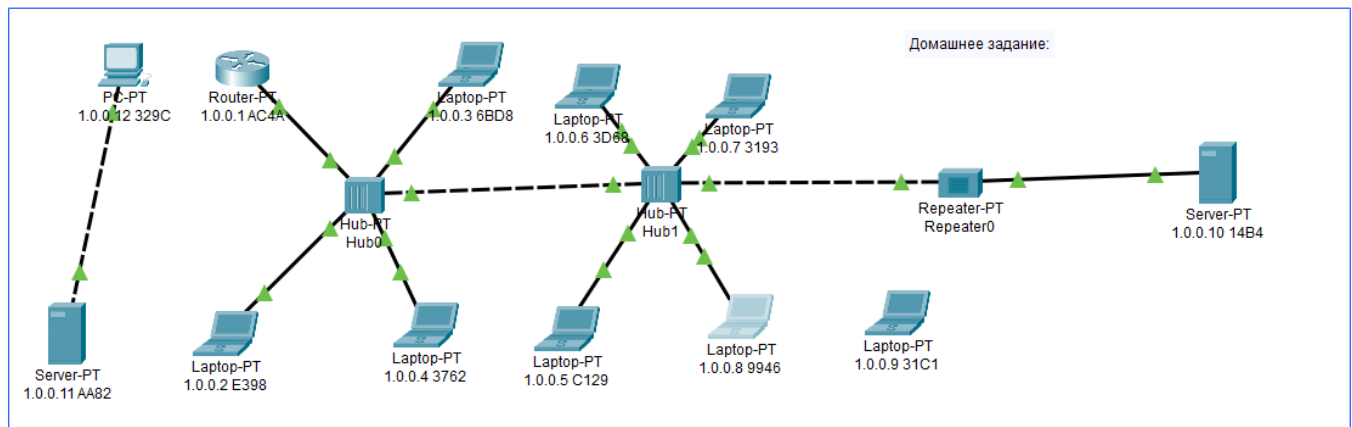 Домашнее задание:
PC-PT
1.0.0.12 329C
Router-PT
1.0.0.1 AC4A
Laptop-PT
1.0.0.3 6BD8
Laptop-PT
1.0.0.6 3D68
Laptop-PT
1.0.0.7 3193
Hub-PT
Hub0
Hub-PT
Hub1
Repeater-PT
Repeater0
Server-PT
1.0.0.10 14B4
Server-PT
1.0.0.11 AA82
Laptop-PT
1.0.0.2 E398
Laptop-PT
1.0.0.4 3762
Laptop-PT
1.0.0.5 C129
Laptop-PT
1.0.0.8 9946
Laptop-PT
1.0.0.9 31C1